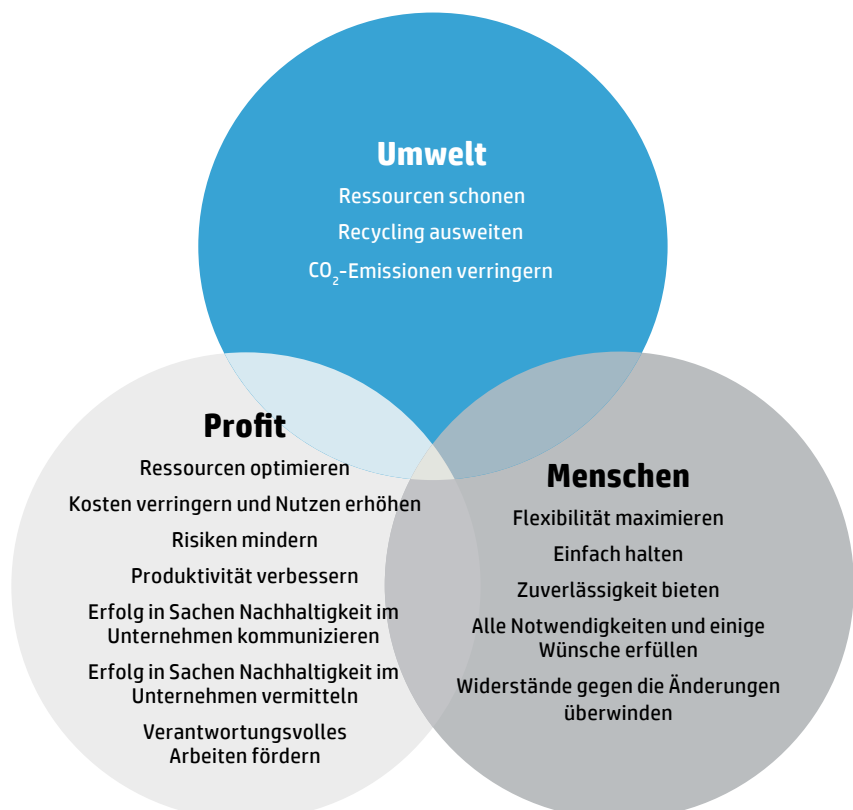 Umwelt
Ressourcen schonen
Recycling ausweiten
CO₂-Emissionen verringern
Profit
Ressourcen optimieren
Kosten verringern und Nutzen erhöhen
Risiken mindern
Produktivität verbessern
Erfolg in Sachen Nachhaltigkeit im
Unternehmen kommunizieren
Erfolg in Sachen Nachhaltigkeit im
Unternehmen vermitteln
Verantwortungsvolles
Arbeiten fördern
Menschen
Flexibilität maximieren
Einfach halten
Zuverlässigkeit bieten
Alle Notwendigkeiten und einige
Wünsche erfüllen
Widerstände gegen die Änderungen
überwinden